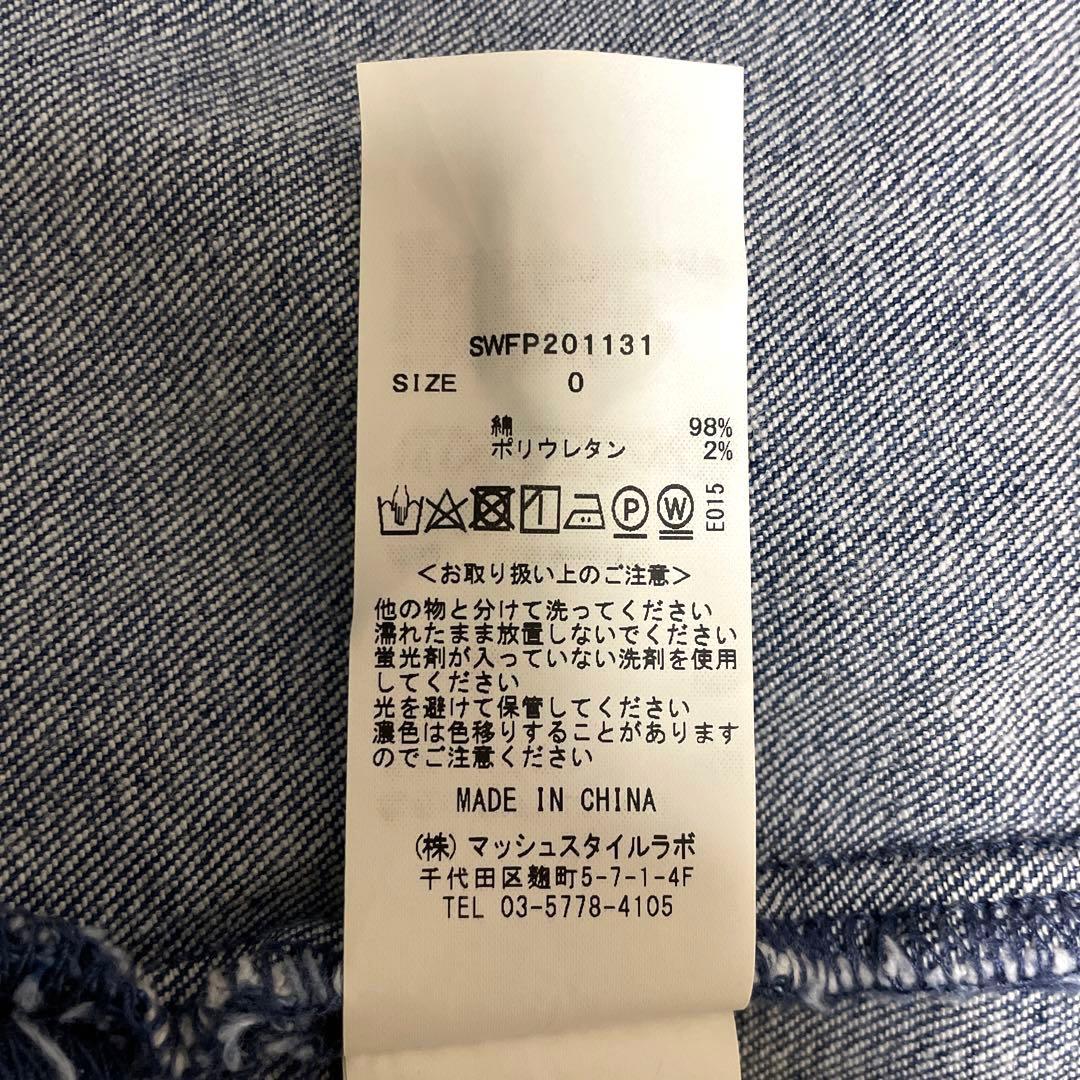 SWFP201131
SIZE 0
綿 98%
ポリウレタン 2%
P W E015
＜お取り扱い上のご注意＞
他の物と分けて洗ってください
濡れたまま放置しないでください
蛍光剤が入っていない洗剤を使用
してください
光を避けて保管してください
濃色は色移りすることがあります
のでご注意ください
MADE IN CHINA
(株)マッシュスタイルラボ
千代田区麹町5-7-1-4F
TEL 03-5778-4105